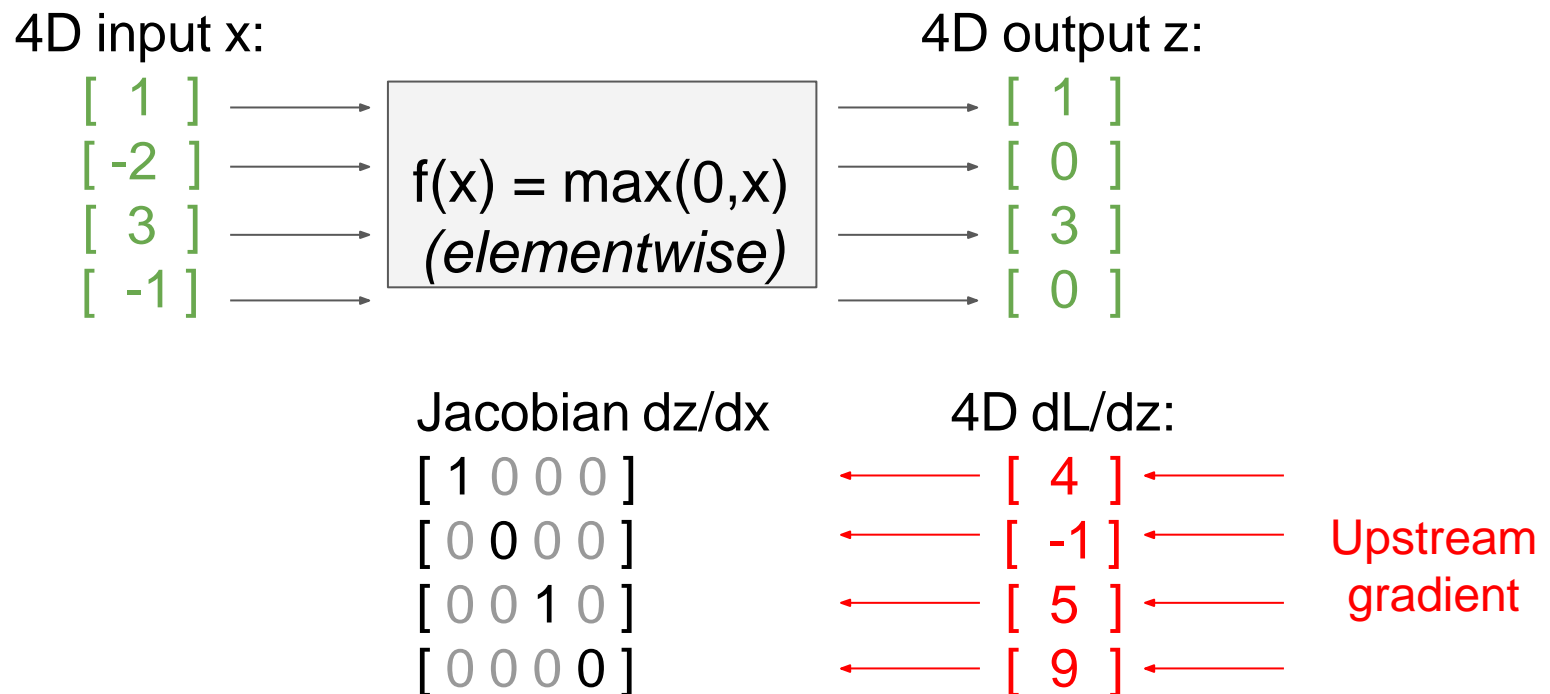 4D input x:
[ 1 ]
[ -2 ]
[ 3 ]
[ -1 ]
f(x) = max(0,x)
(elementwise)
4D output z:
[ 1 ]
[ 0 ]
[ 3 ]
[ 0 ]
Jacobian dz/dx
[ 1 0 0 0 ]
[ 0 0 0 0 ]
[ 0 0 1 0 ]
[ 0 0 0 0 ]
4D dL/dz:
[ 4 ]
[ -1 ]
[ 5 ]
[ 9 ]
Upstream
gradient